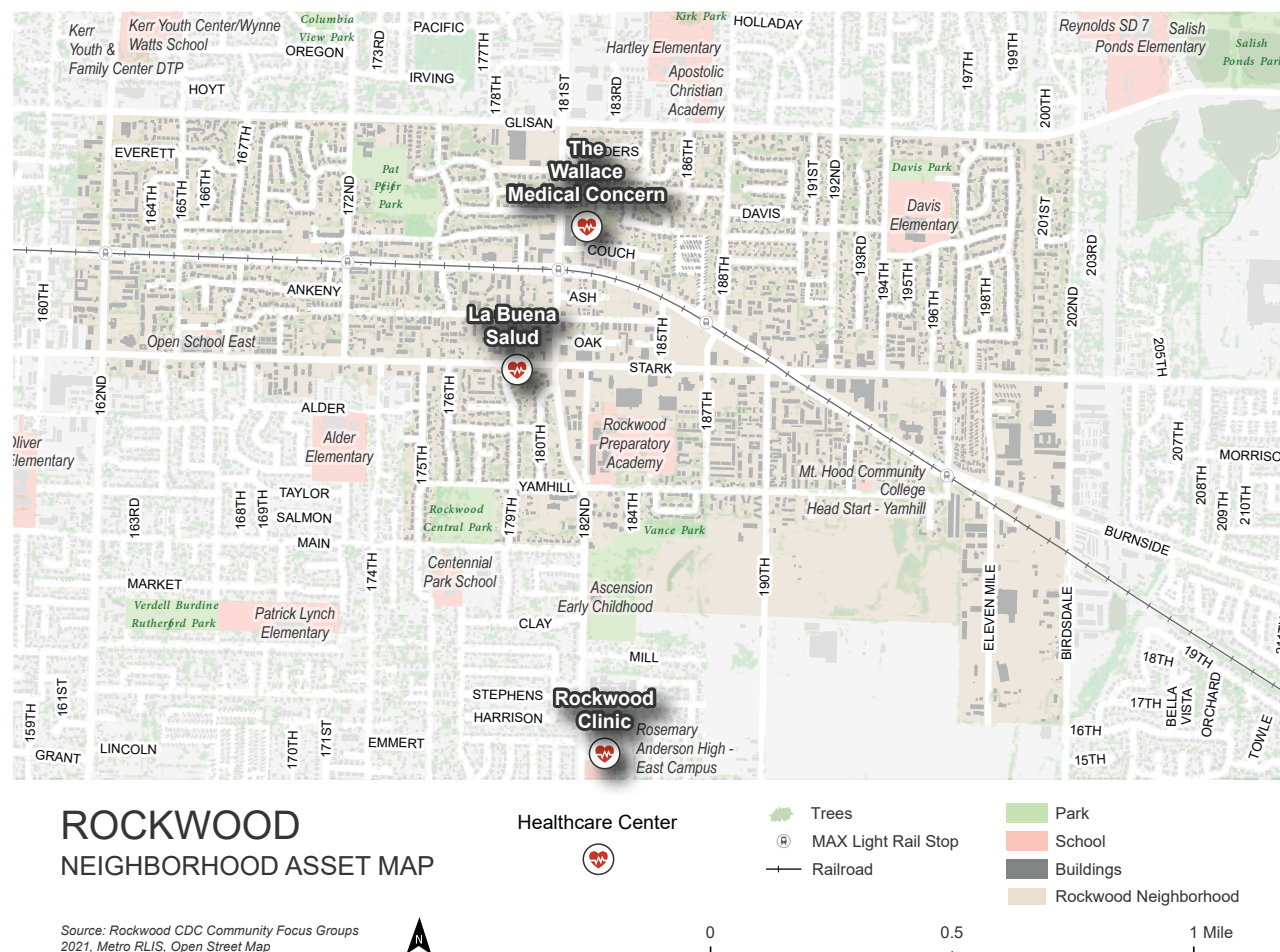 Kerr
Youth &
Family Center DTP
Kerr Youth Center/Wynne
Watts School
Columbia
View Park
OREGON
173RD
PACIFIC
IRVING
HOYT
177TH
178TH
181ST
183RD
Kirk Park
HOLLADAY
Hartley Elementary
Apostolic
Christian
Academy
197TH
199TH
200TH
Reynolds SD 7
Salish
Ponds Elementary
Salish
Ponds Park
GLISAN
EVERETT
167TH
164TH
165TH
166TH
172ND
Pat
Pfeifer
Park
The
Wallace
Medical Concern
DERS
186TH
DAVIS
191ST
192ND
Davis Park
Davis
Elementary
201ST
203RD
202ND
COUCH
188TH
193RD
194TH
195TH
196TH
198TH
160TH
ANKENY
ASH
La Buena
Salud
OAK
185TH
STARK
Open School East
205TH
162ND
176TH
ALDER
Alder
Elementary
Oliver
Elementary
175TH
180TH
Rockwood
Preparatory
Academy
187TH
Mt. Hood Community
College
Head Start - Yamhill
207TH
MORRISO
208TH
209TH
210TH
163RD
168TH
169TH
TAYLOR
SALMON
MAIN
YAMHILL
Rockwood
Central Park
179TH
182ND
184TH
Vance Park
BURNSIDE
174TH
Centennial
Park School
190TH
ELEVEN MILE
BIRDSDALE
MARKET
Verdell Burdine
Rutherford Park
Patrick Lynch
Elementary
Ascension
Early Childhood
CLAY
MILL
18TH
19TH
17TH
BELLA
VISTA
ORCHARD
TOWLE
16TH
15TH
STEPHENS
HARRISON
Rockwood
Clinic
Rosemary
Anderson High -
East Campus
159TH
161ST
GRANT
LINCOLN
170TH
171ST
EMMERT
ROCKWOOD
NEIGHBORHOOD ASSET MAP
Healthcare Center
Trees
MAX Light Rail Stop
Railroad
Park
School
Buildings
Rockwood Neighborhood
Source: Rockwood CDC Community Focus Groups
2021, Metro RLIS, Open Street Map
N
0
0.5
1 Mile